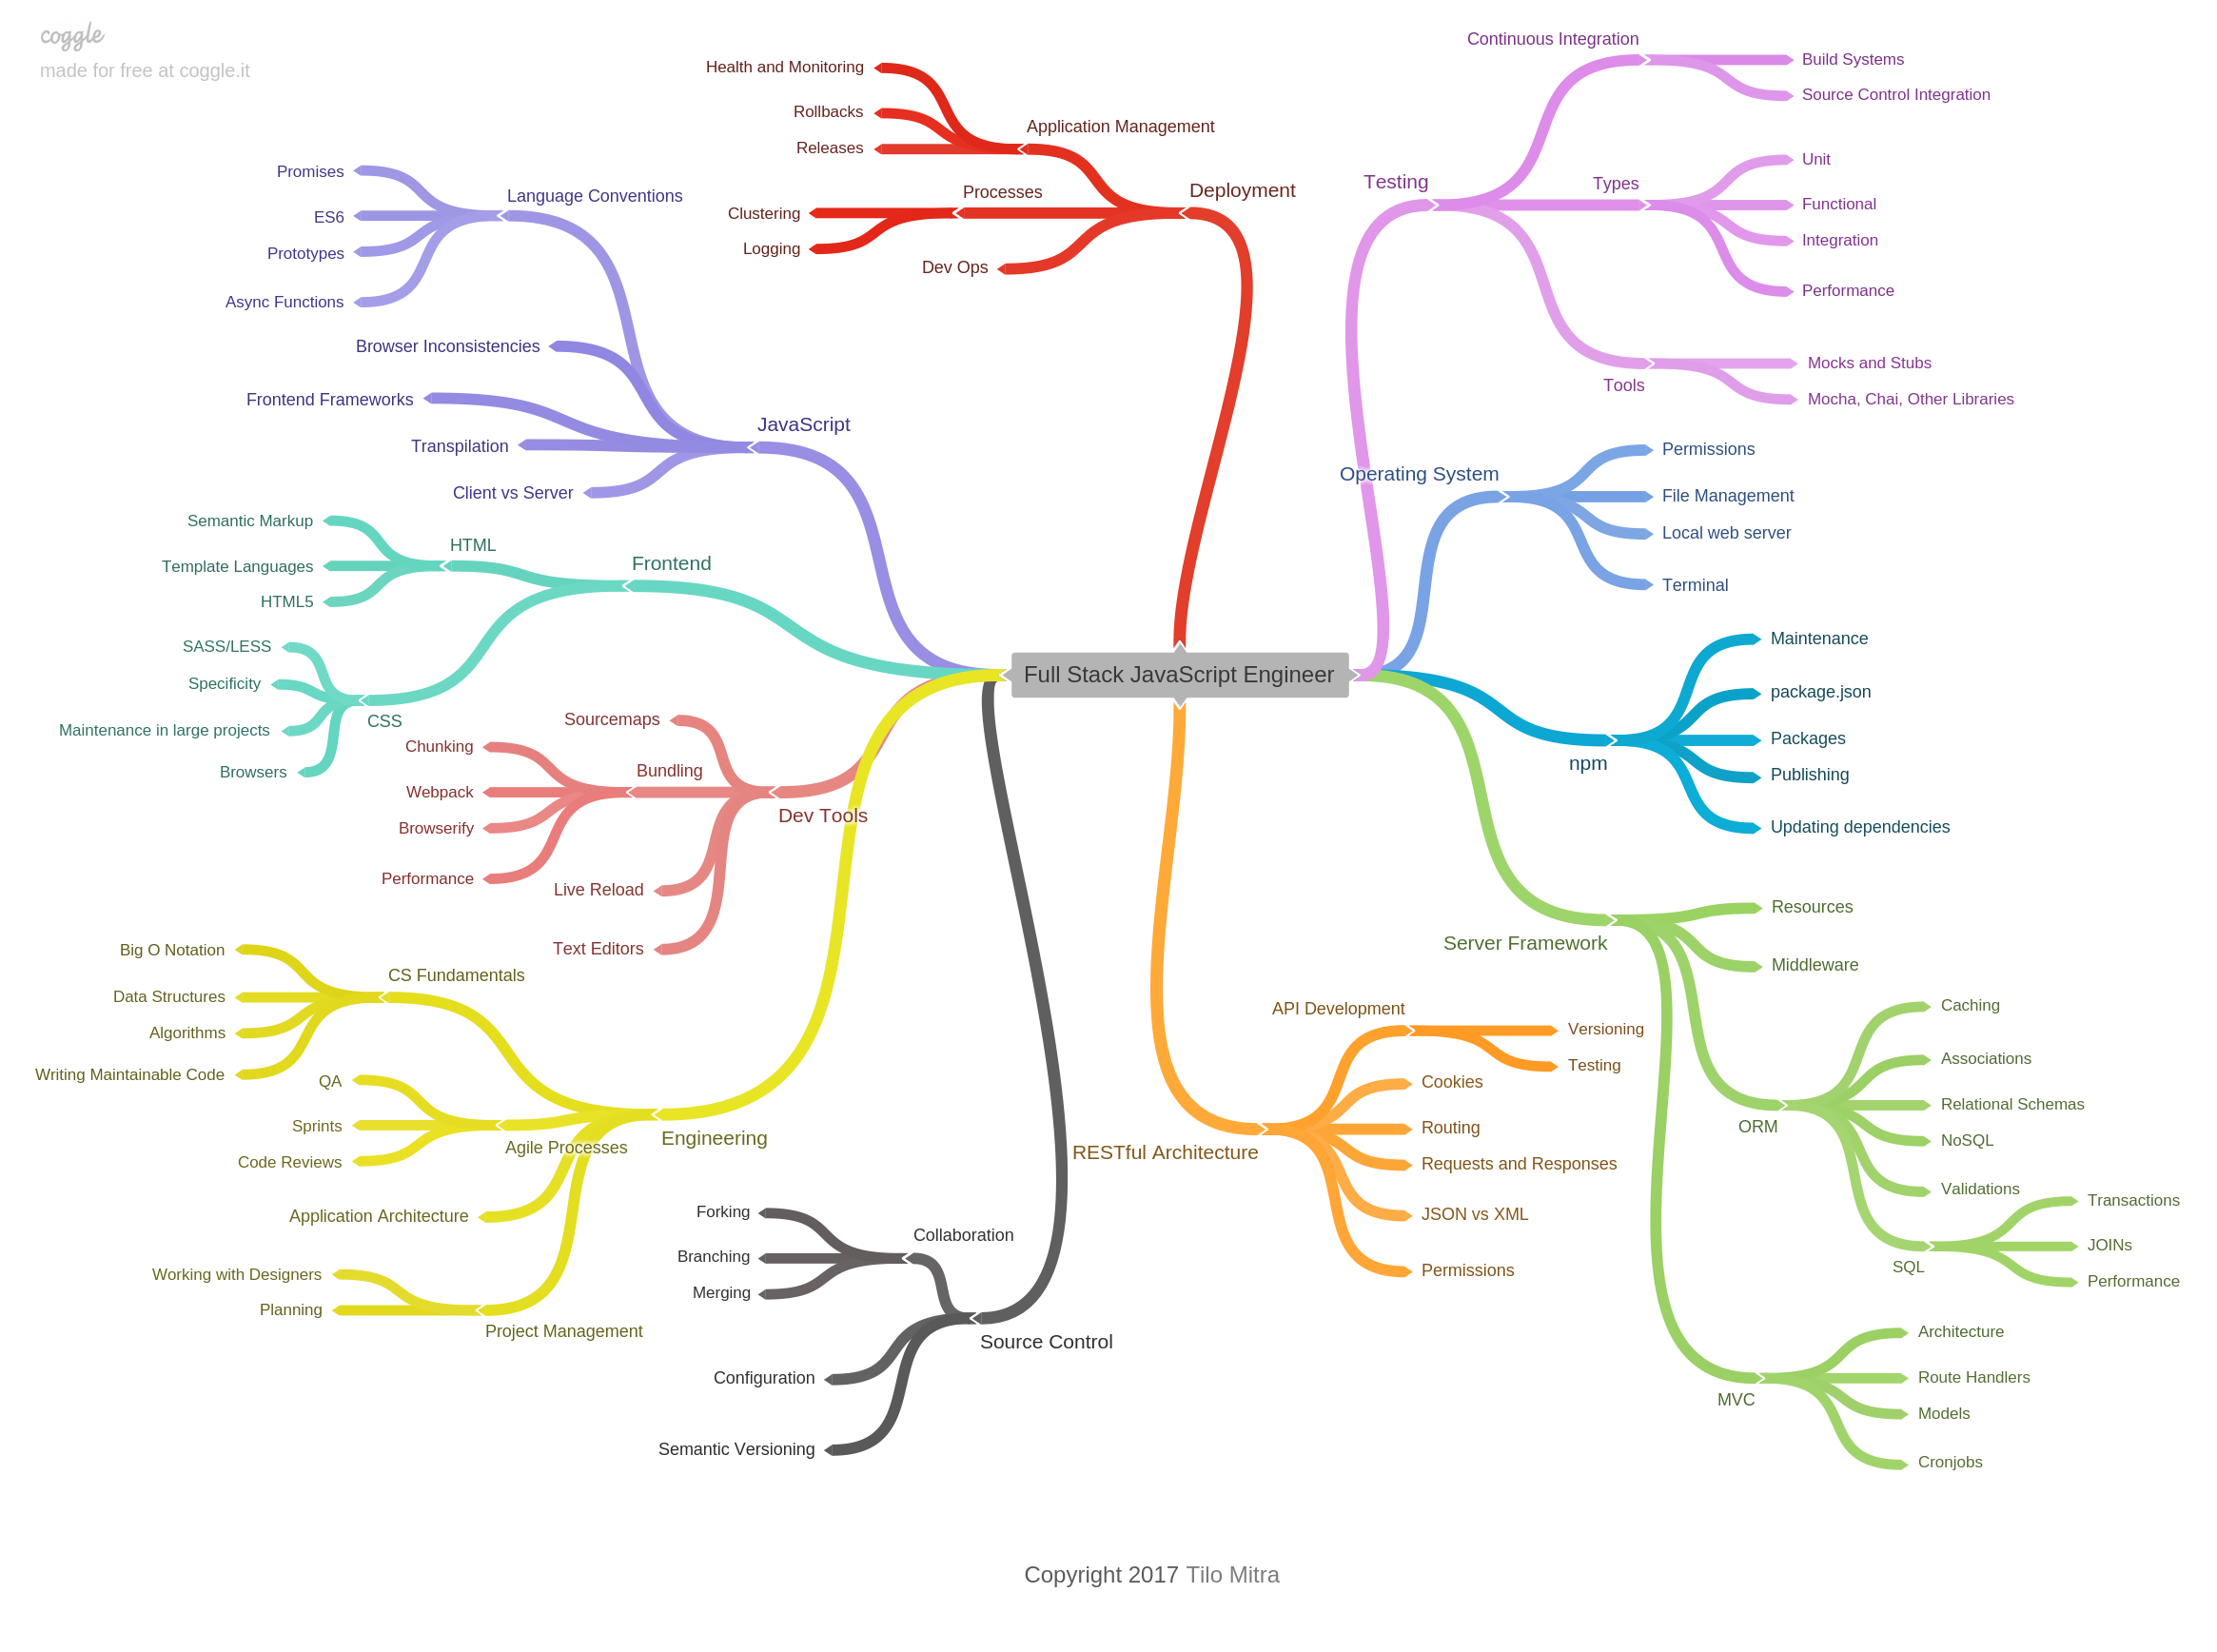 coggle
made for free at coggle.it
Full Stack JavaScript Engineer
Deployment
Application Management
Health and Monitoring
Rollbacks
Releases
Processes
Clustering
Logging
Dev Ops
JavaScript
Language Conventions
Promises
ES6
Prototypes
Async Functions
Browser Inconsistencies
Frontend Frameworks
Transpilation
Client vs Server
Frontend
HTML
Semantic Markup
Template Languages
HTML5
CSS
SASS/LESS
Specificity
Maintenance in large projects
Browsers
Dev Tools
Sourcemaps
Bundling
Chunking
Webpack
Browserify
Performance
Live Reload
Text Editors
Engineering
CS Fundamentals
Big O Notation
Data Structures
Algorithms
Writing Maintainable Code
Agile Processes
QA
Sprints
Code Reviews
Application Architecture
Project Management
Working with Designers
Planning
Source Control
Collaboration
Forking
Branching
Merging
Configuration
Semantic Versioning
Testing
Continuous Integration
Build Systems
Source Control Integration
Types
Unit
Functional
Integration
Performance
Tools
Mocks and Stubs
Mocha, Chai, Other Libraries
Operating System
Permissions
File Management
Local web server
Terminal
npm
Maintenance
package.json
Packages
Publishing
Updating dependencies
Server Framework
Resources
Middleware
ORM
Caching
Associations
Relational Schemas
NoSQL
Validations
SQL
Transactions
JOINs
Performance
MVC
Architecture
Route Handlers
Models
Cronjobs
RESTful Architecture
API Development
Versioning
Testing
Cookies
Routing
Requests and Responses
JSON vs XML
Permissions
Copyright 2017 Tilo Mitra